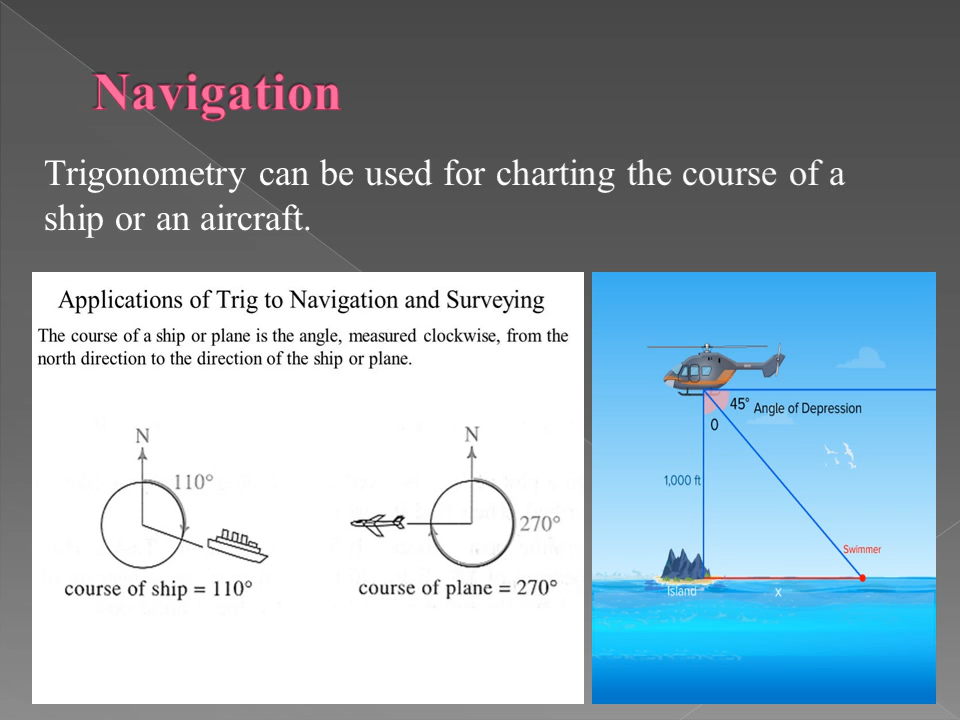 Navigation
Trigonometry can be used for charting the course of a
ship or an aircraft.
Applications of Trig to Navigation and Surveying
The course of a ship or plane is the angle, measured clockwise, from the
north direction to the direction of the ship or plane.
N
110°
course of ship = 110°
N
270°
course of plane = 270°
45° Angle of Depression
0
1,000 ft
Swimmer
Island
x